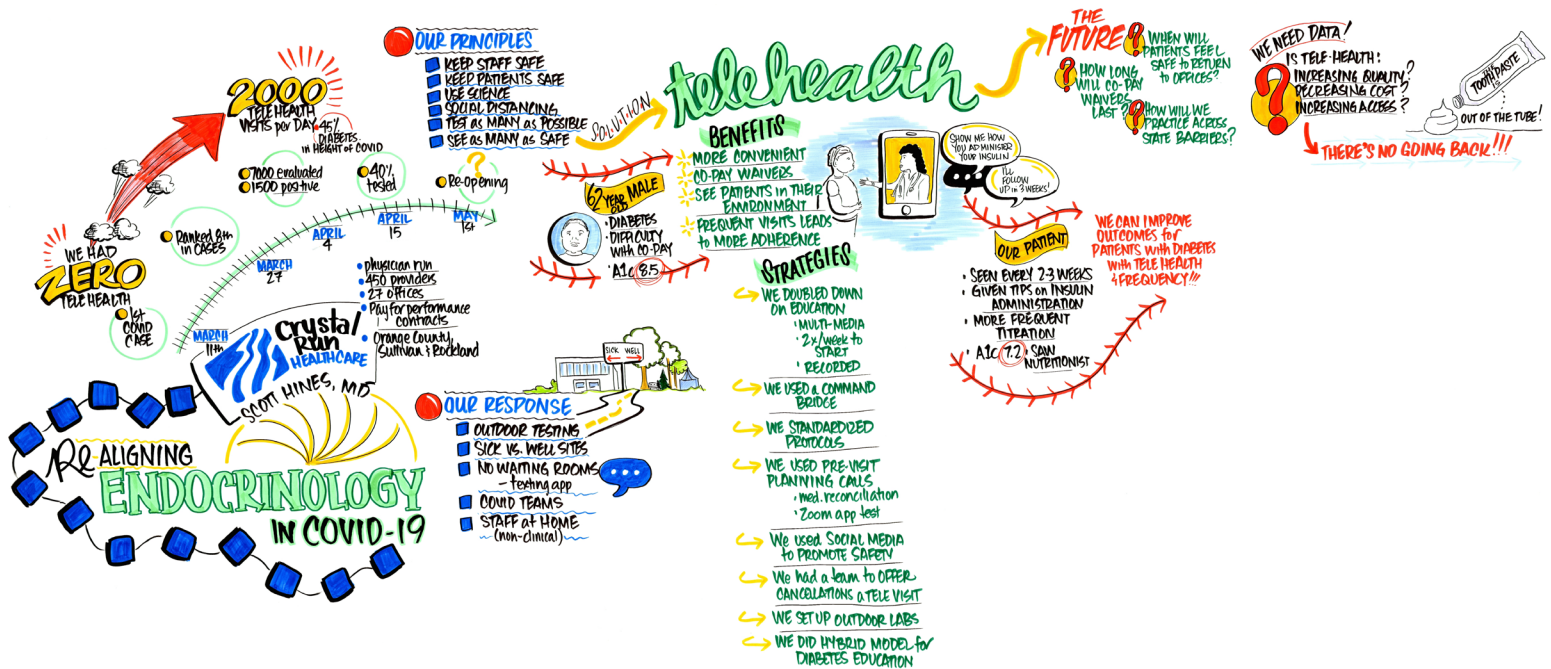 Re-ALIGNING
ENDOCRINOLOGY
IN COVID-19
Crystal
Run
HEALTHCARE
SCOTT HINES, MD
• physician run
• 450 providers
• 27 offices
• Pay for performance
contracts
• Orange County,
Sullivan & Rockland
WE HAD
ZERO
TELE HEALTH
2000
TELE HEALTH
VISITS per DAY
• 45%
DIABETES
IN HEIGHT OF COVID
1st
COVID
CASE
MARCH
11th
Ranked 8th
in CASES
MARCH
27
7000 evaluated
1500 positive
APRIL
4
40%
tested
APRIL
15
?
Re-opening
MAY
1st
OUR PRINCIPLES
KEEP STAFF SAFE
KEEP PATIENTS SAFE
USE SCIENCE
SOCIAL DISTANCING
TEST as MANY as POSSIBLE
SEE as MANY as SAFE
OUR RESPONSE
OUTDOOR TESTING
SICK VS. WELL SITES
NO WAITING ROOMS
- texting app
COVID TEAMS
STAFF at HOME
(non-clinical)
SICK WELL
SOLUTION
telehealth
BENEFITS
MORE CONVENIENT
CO-PAY WAIVERS
SEE PATIENTS IN THEIR
ENVIRONMENT
FREQUENT VISITS LEADS
to MORE ADHERENCE
62 YEAR OLD MALE
• DIABETES
• DIFFICULTY
WITH CO-PAY
• A1c 8.5
STRATEGIES
WE DOUBLED DOWN
ON EDUCATION
• MULTI-MEDIA
• 2x/week to
START
• RECORDED
WE USED a COMMAND
BRIDGE
WE STANDARDIZED
PROTOCOLS
WE USED PRE-VISIT
PLANNING CALLS
• med. reconciliation
• Zoom app test
We used SOCIAL MEDIA
to PROMOTE SAFETY
We had a team to OFFER
CANCELLATIONS a TELE VISIT
WE SET UP OUTDOOR LABS
WE DID HYBRID MODEL for
DIABETES EDUCATION
SHOW ME HOW
YOU ADMINISTER
YOUR INSULIN
I'LL
FOLLOW
UP in 3 WEEKS!
OUR PATIENT
• SEEN EVERY 2-3 WEEKS
• GIVEN TIPS on INSULIN
ADMINISTRATION
• MORE FREQUENT
TITRATION
• A1c 7.2 • SAW
NUTRITIONIST
WE CAN IMPROVE
OUTCOMES for
PATIENTS with DIABETES
with TELE HEALTH
& FREQUENCY!!!
THE
FUTURE
? WHEN WILL
PATIENTS FEEL
SAFE to RETURN
to OFFICES?
? HOW LONG
WILL CO-PAY
WAIVERS
LAST?
? HOW WILL WE
PRACTICE ACROSS
STATE BARRIERS?
WE NEED DATA!
?
IS TELE-HEALTH:
INCREASING QUALITY?
DECREASING COST?
INCREASING ACCESS?
THERE'S NO GOING BACK!!!
TOOTHPASTE
OUT OF THE TUBE!